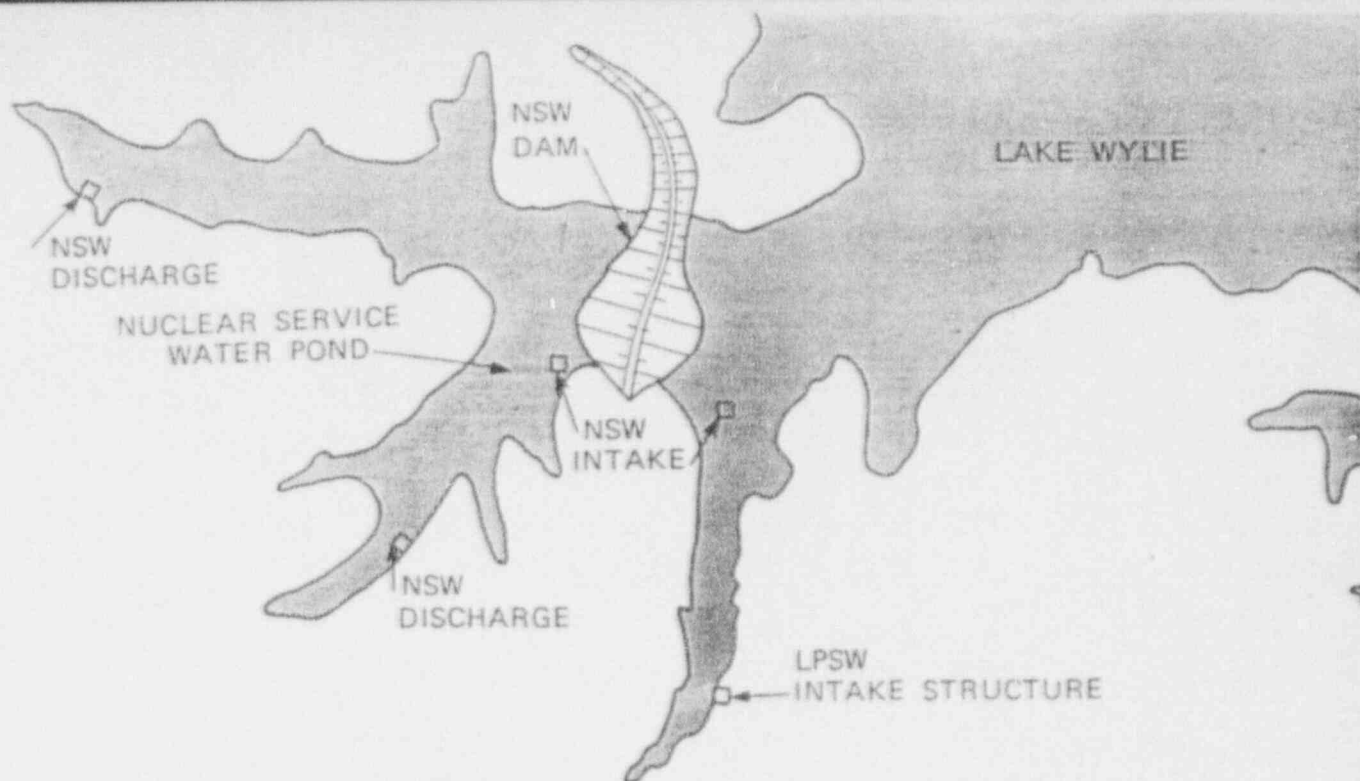 NSW
DAM
LAKE WYLIE
NSW
DISCHARGE
NUCLEAR SERVICE
WATER POND
NSW
INTAKE
NSW
DISCHARGE
LPSW
INTAKE STRUCTURE